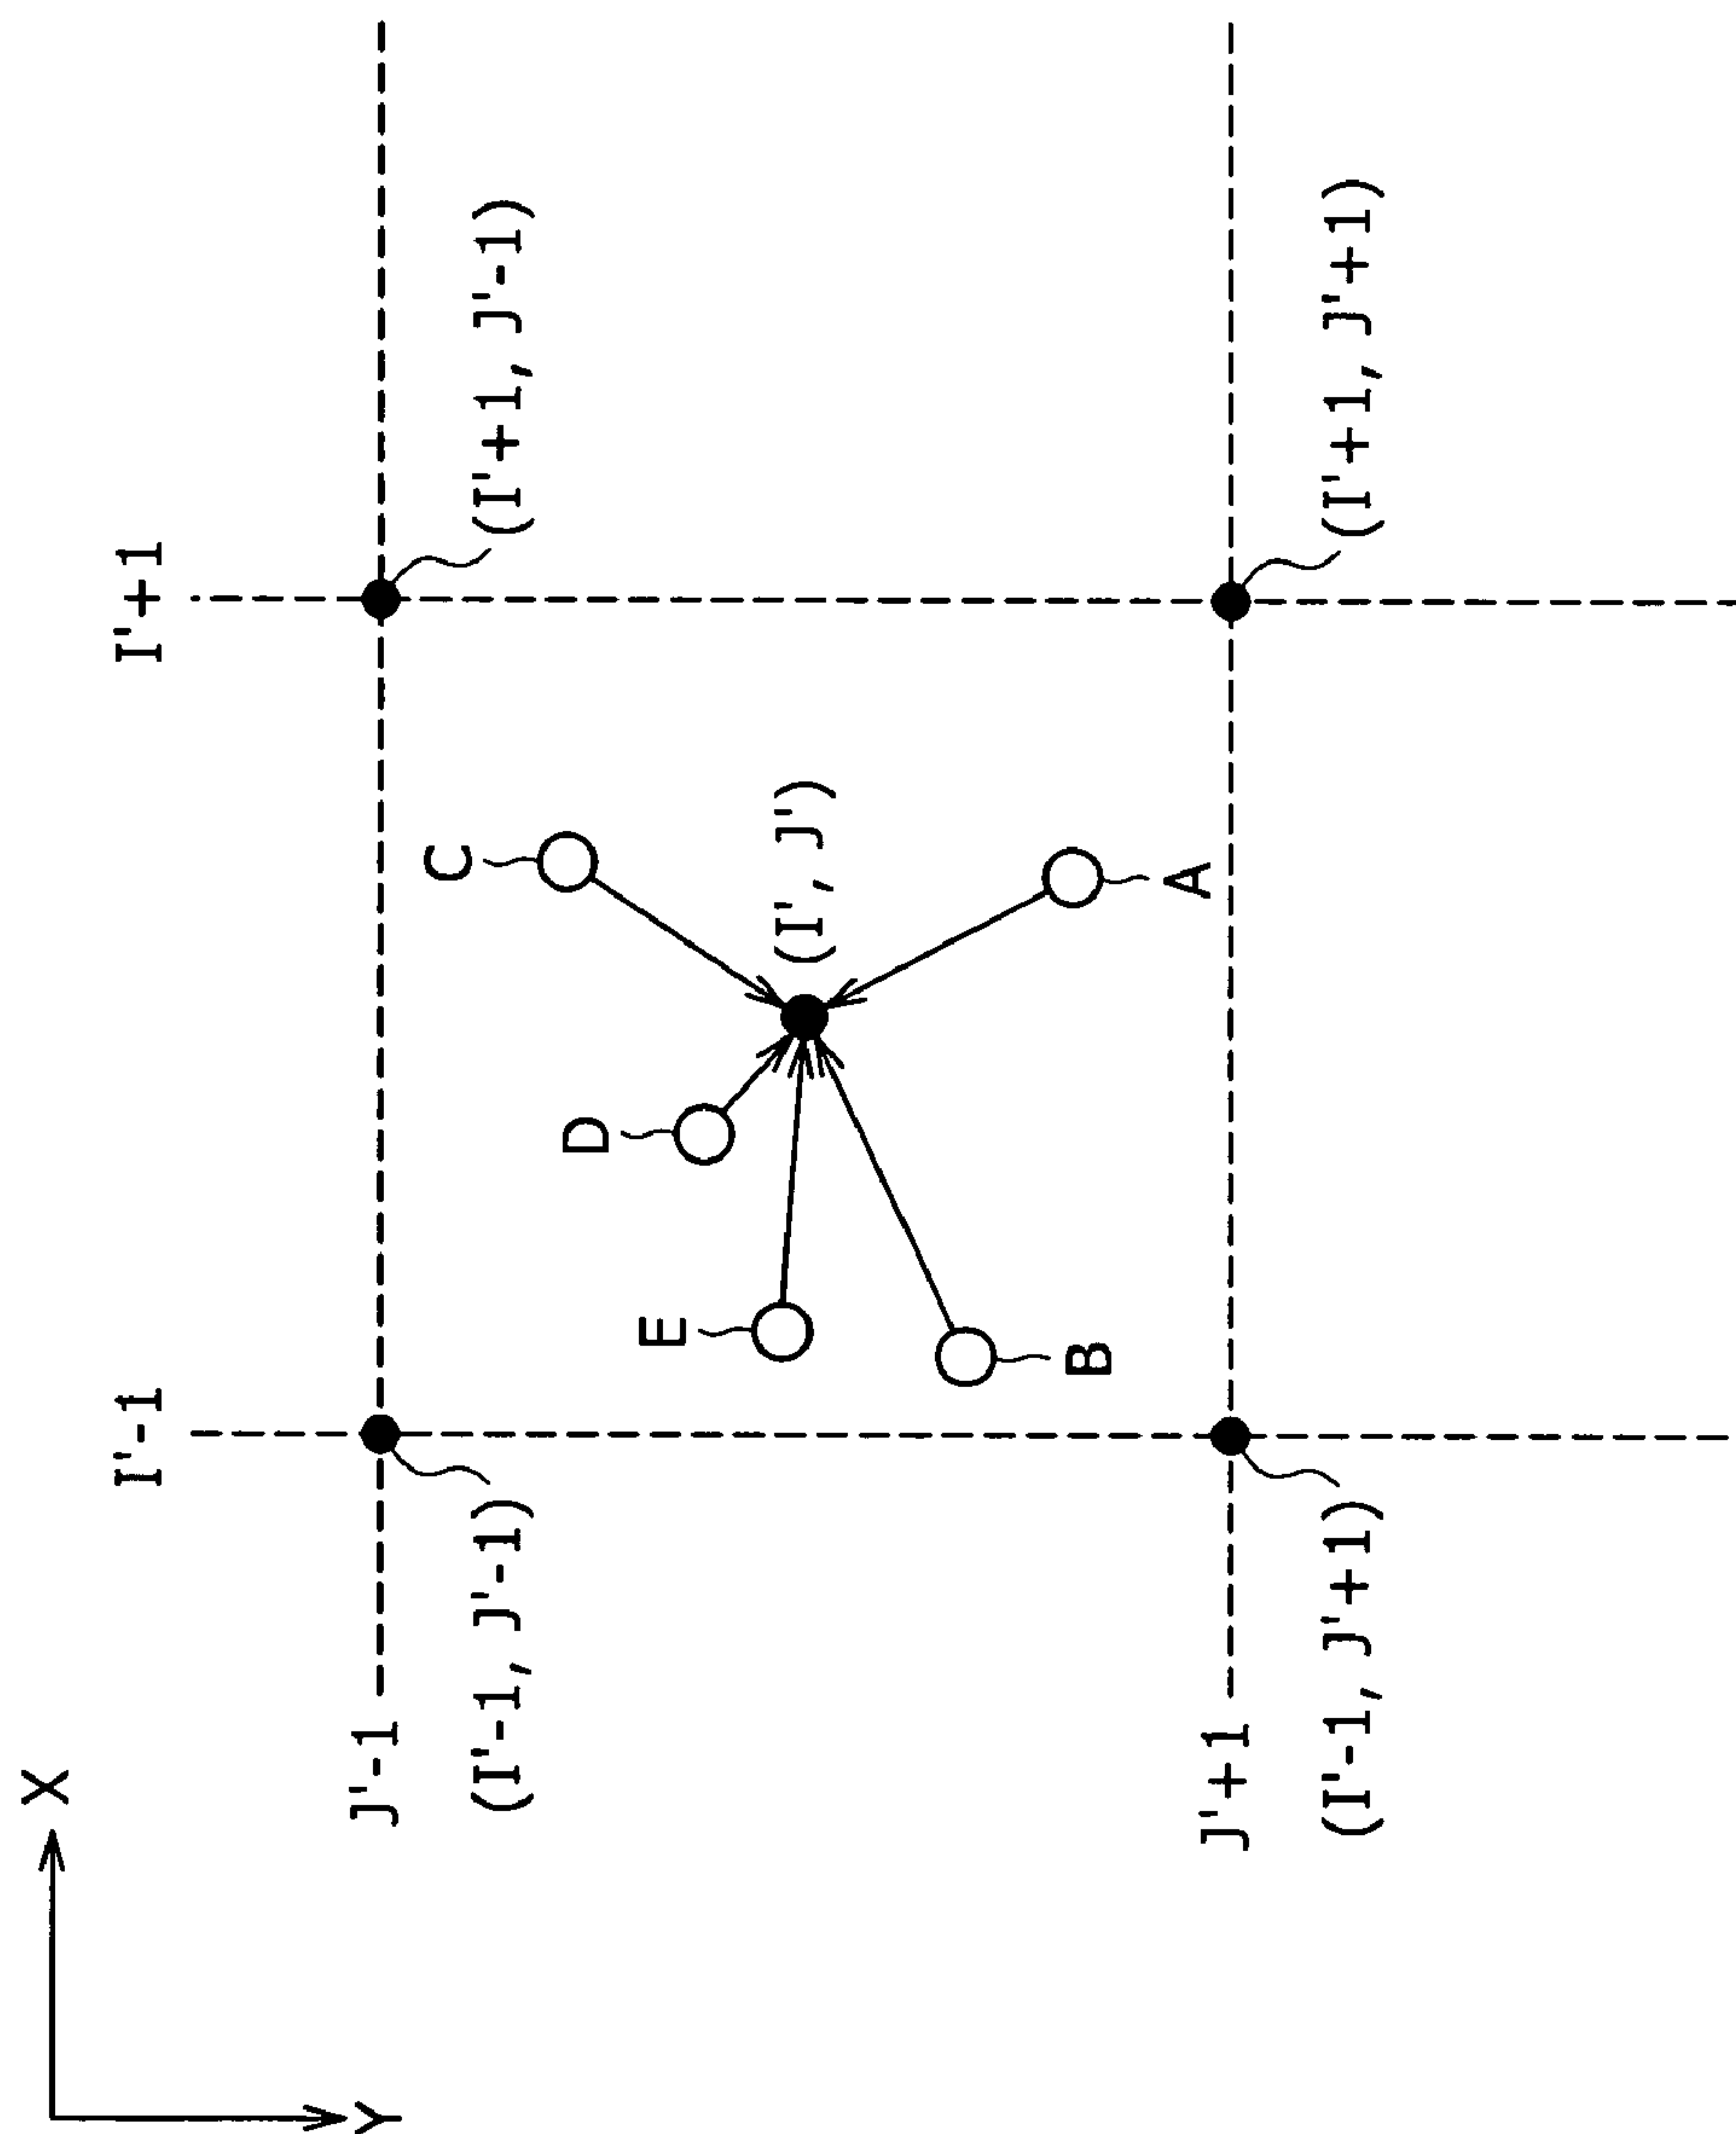 X
Y
I'-1
I'+1
J'-1
(I'-1, J'-1)
(I'+1, J'-1)
C
D
E
(I', J')
B
A
J'+1
(I'-1, J'+1)
(I'+1, J'+1)